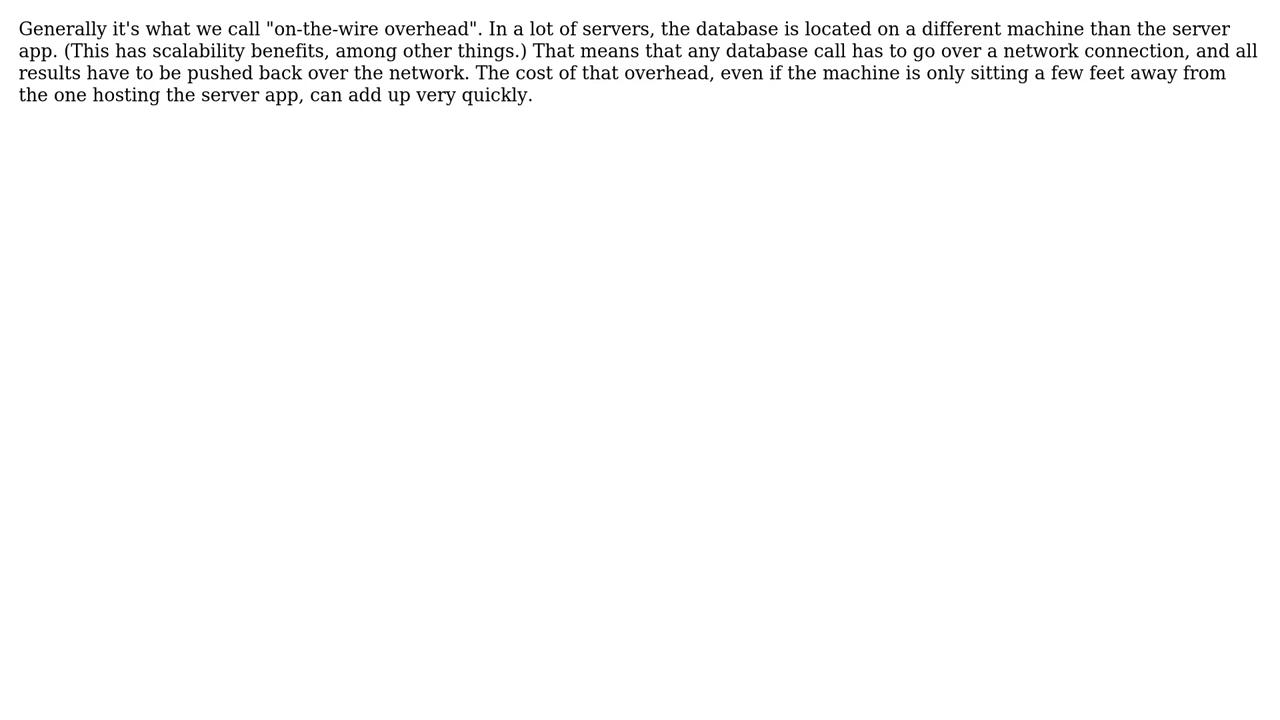 Generally it's what we call "on-the-wire overhead". In a lot of servers, the database is located on a different machine than the server
app. (This has scalability benefits, among other things.) That means that any database call has to go over a network connection, and all
results have to be pushed back over the network. The cost of that overhead, even if the machine is only sitting a few feet away from
the one hosting the server app, can add up very quickly.